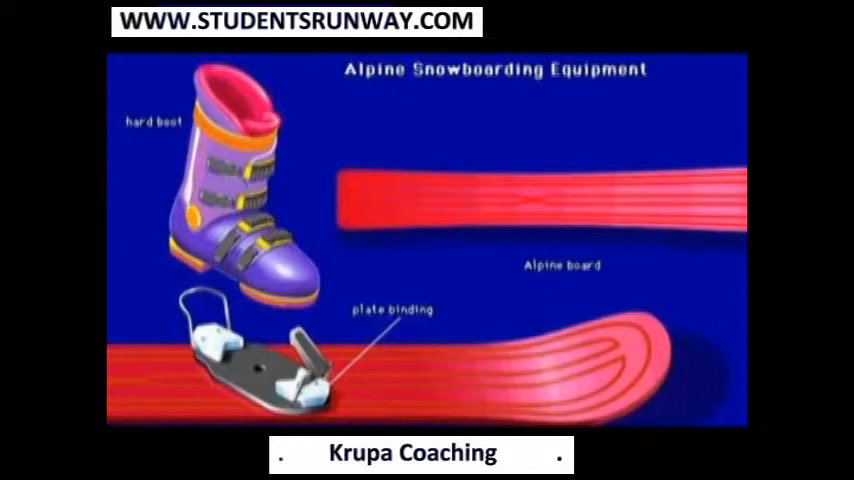 WWW.STUDENTSRUNWAY.COM
Alpine Snowboarding Equipment
hard boot
Alpine board
plate binding
. Krupa Coaching .